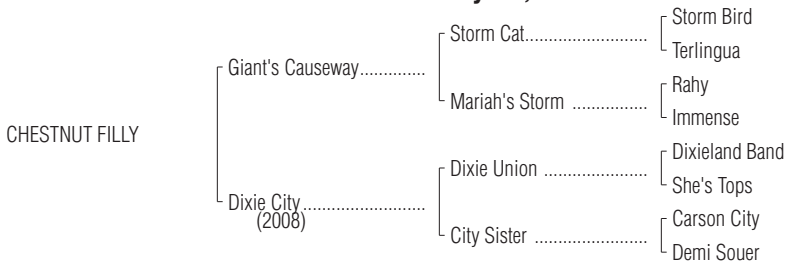 Storm Bird
Storm Cat..............................
Terlingua
Giant's Causeway..............
Rahy
Mariah's Storm .................
Immense
CHESTNUT FILLY
Dixieland Band
Dixie Union .......................
She's Tops
Dixie City...........................
(2008)
Carson City
City Sister .........................
Demi Souer